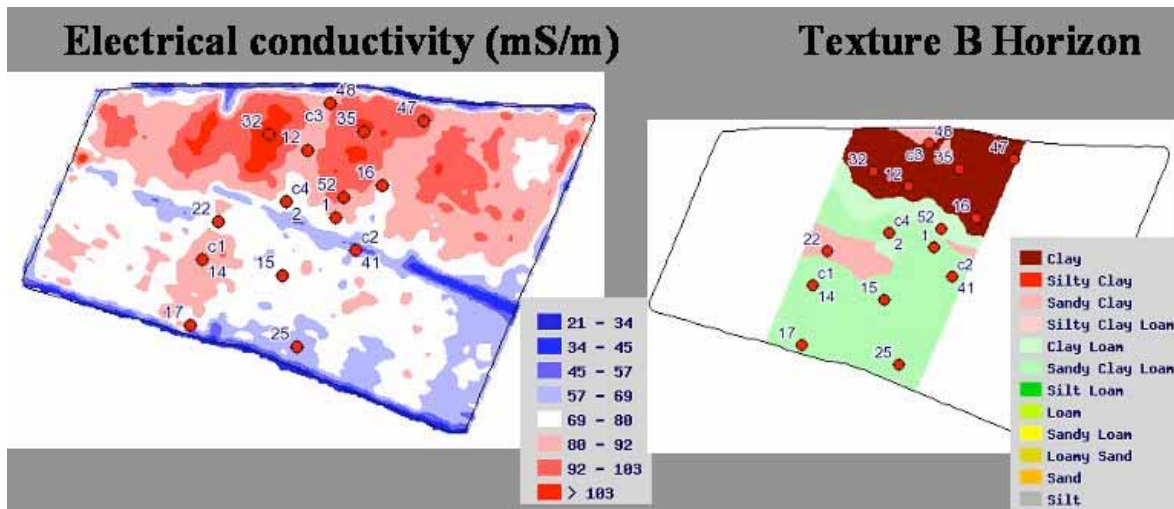 Electrical conductivity (mS/m)
48
47
c3
32
12
35
16
c4
52
2
1
22
c2
c1
41
14
15
17
25
21 - 34
34 - 45
45 - 57
57 - 69
69 - 80
80 - 92
92 - 103
> 103
Texture B Horizon
48
47
c3
35
32
12
16
c4
52
2
1
22
c2
c1
41
14
15
17
25
Clay
Silty Clay
Sandy Clay
Silty Clay Loam
Clay Loam
Sandy Clay Loam
Silt Loam
Loam
Sandy Loam
Loamy Sand
Sand
Silt